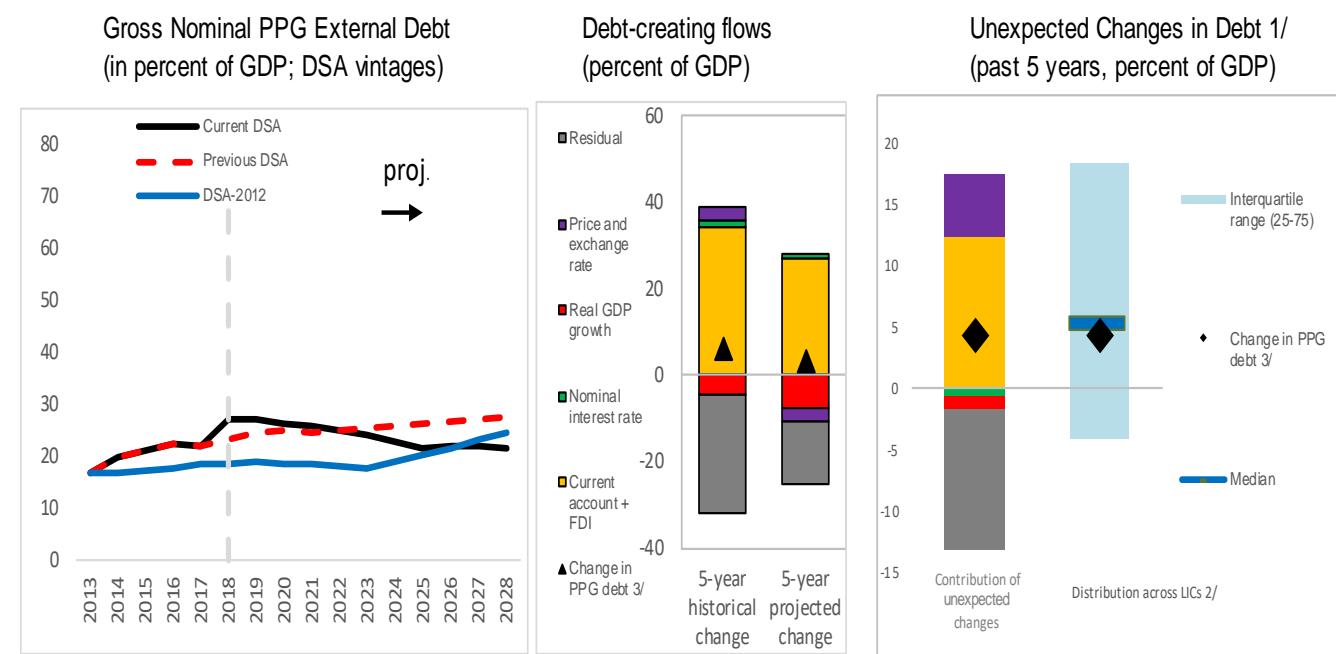 Gross Nominal PPG External Debt
(in percent of GDP; DSA vintages)
Current DSA
Previous DSA
DSA-2012
proj.
80
70
60
50
40
30
20
10
0
2013
2014
2015
2016
2017
2018
2019
2020
2021
2022
2023
2024
2025
2026
2027
2028
Debt-creating flows
(percent of GDP)
Residual
Price and
exchange
rate
Real GDP
growth
Nominal
interest rate
Current
account +
FDI
Change in
PPG debt 3/
60
40
20
0
-20
-40
5-year
historical
change
5-year
projected
change
Unexpected Changes in Debt 1/
(past 5 years, percent of GDP)
20
15
10
5
0
-5
-10
-15
Contribution of
unexpected
changes
Distribution across LICs 2/
Interquartile
range (25-75)
Change in PPG
debt 3/
Median